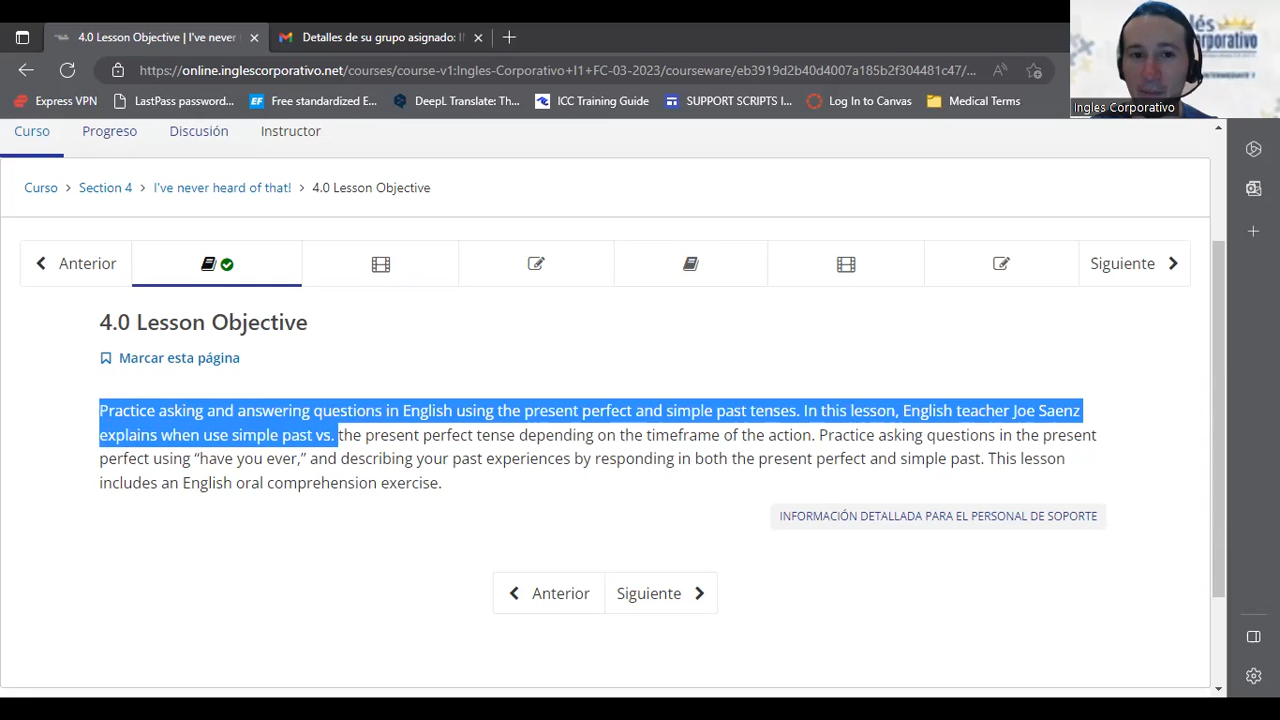 4.0 Lesson Objective | I've never
Detalles de su grupo asignado: I
https://online.inglescorporativo.net/courses/course-v1:Ingles-Corporativo+I1+FC-03-2023/courseware/eb3919d2b40d4007a185b2f304481c47/...
Express VPN
LastPass password...
EF Free standardized E...
DeepL Translate: Th...
ICC Training Guide
SUPPORT SCRIPTS I...
Log In to Canvas
Medical Terms
Ingles Corporativo
Curso
Progreso
Discusión
Instructor
Curso > Section 4 > I've never heard of that! > 4.0 Lesson Objective
Anterior
Siguiente
4.0 Lesson Objective
Marcar esta página
Practice asking and answering questions in English using the present perfect and simple past tenses. In this lesson, English teacher Joe Saenz
explains when use simple past vs. the present perfect tense depending on the timeframe of the action. Practice asking questions in the present
perfect using “have you ever,” and describing your past experiences by responding in both the present perfect and simple past. This lesson
includes an English oral comprehension exercise.
INFORMACIÓN DETALLADA PARA EL PERSONAL DE SOPORTE
Anterior
Siguiente